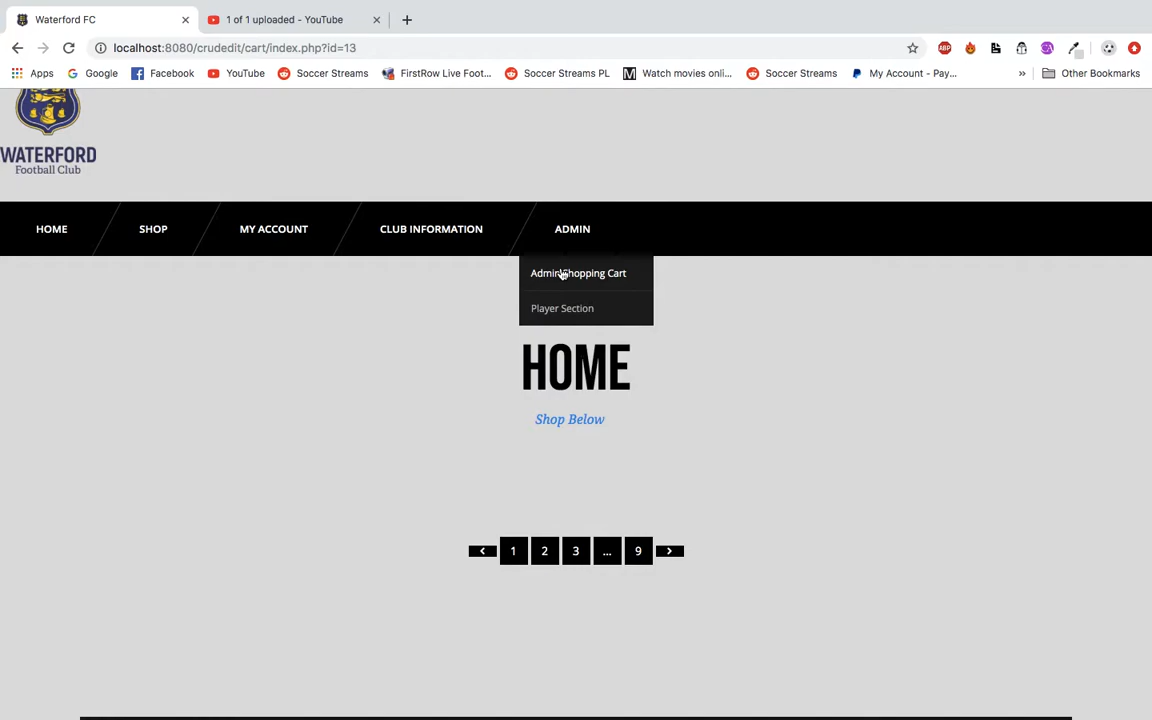 Waterford FC
1 of 1 uploaded - YouTube
localhost:8080/crudedit/cart/index.php?id=13
ABP
Apps
Google
Facebook
YouTube
Soccer Streams
FirstRow Live Foot...
Soccer Streams PL
Watch movies onli...
Soccer Streams
My Account - Pay...
»
Other Bookmarks
WATERFORD
Football Club
HOME
SHOP
MY ACCOUNT
CLUB INFORMATION
ADMIN
Admin Shopping Cart
Player Section
HOME
Shop Below
1 2 3 ... 9